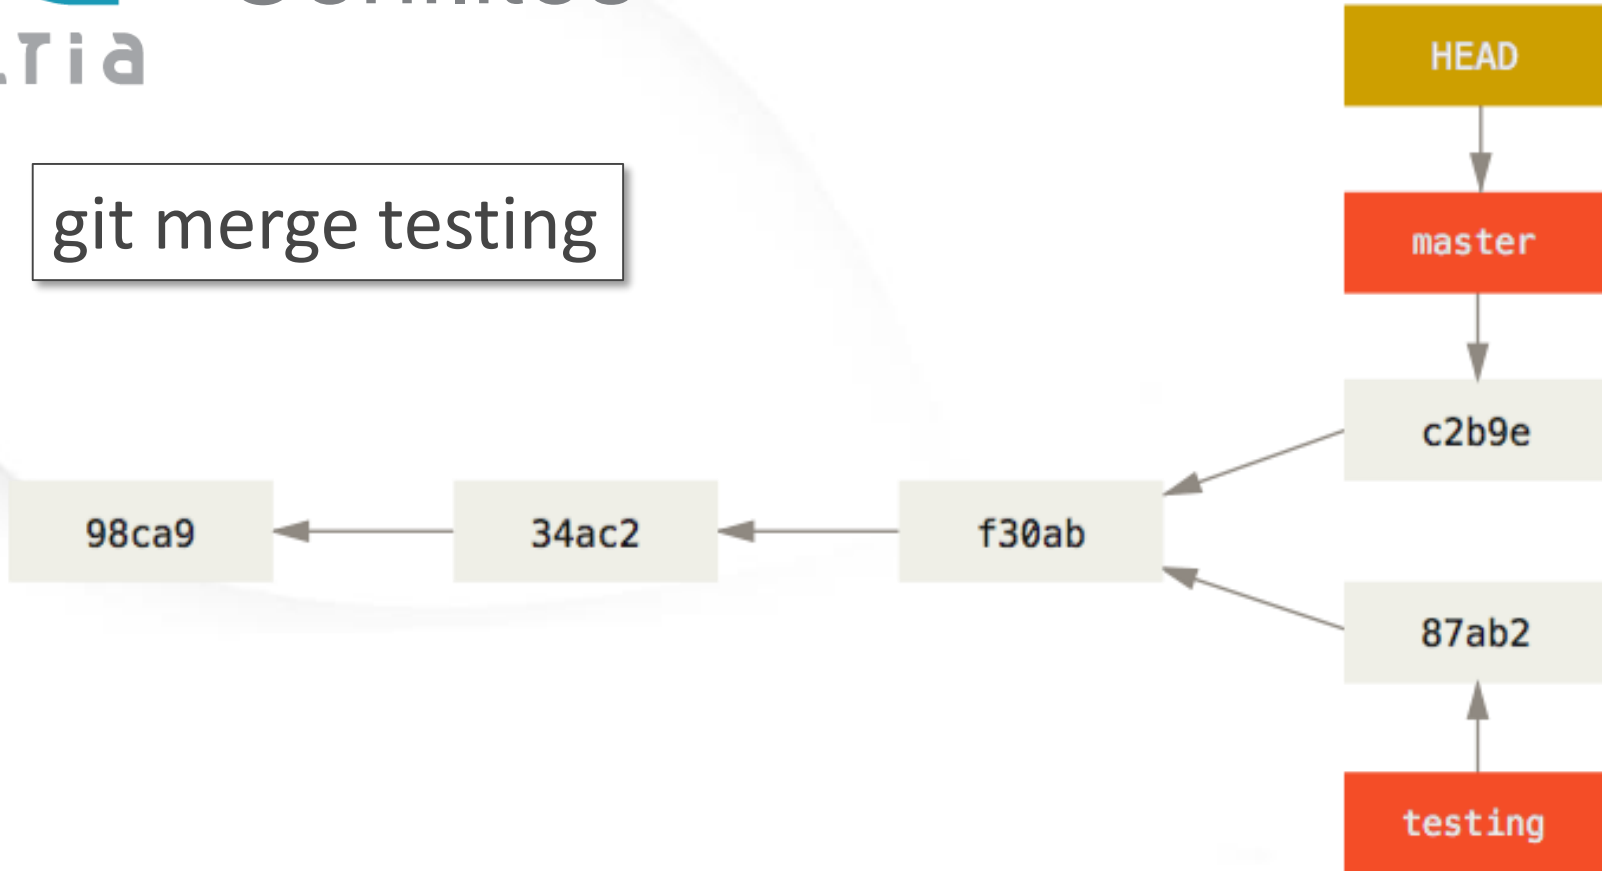 HEAD
git merge testing
master
c2b9e
98ca9
34ac2
f30ab
87ab2
testing